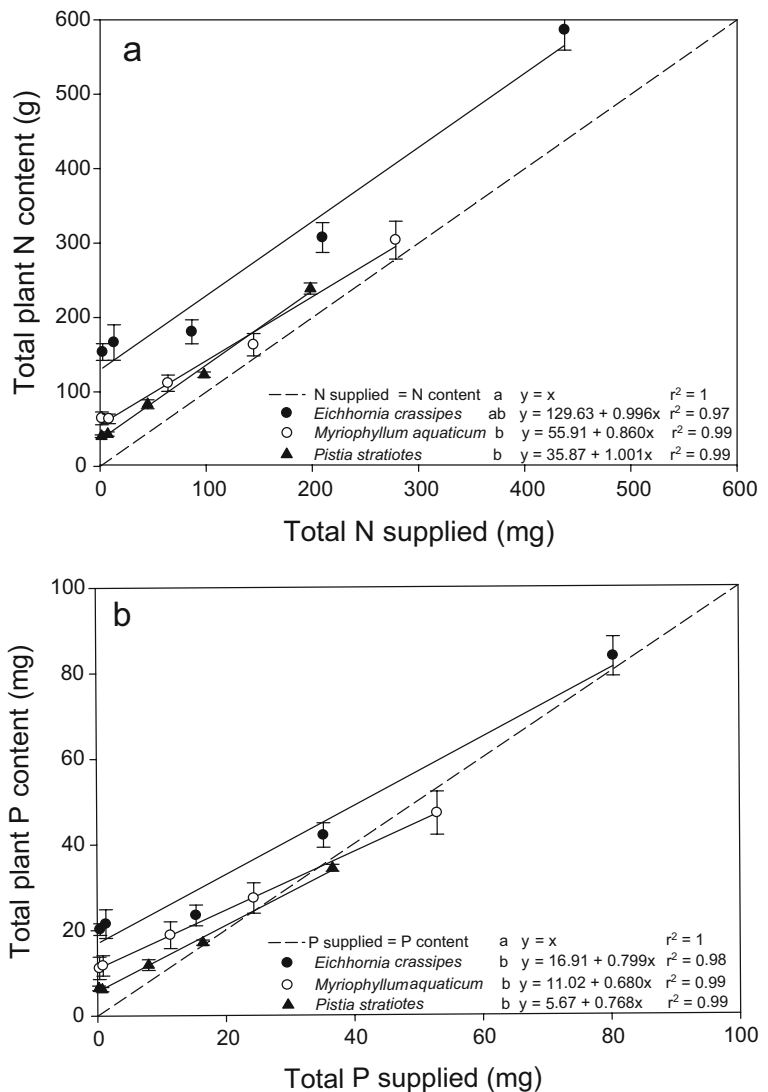 600
a
500
400
300
200
100
0
Total plant N content (g)
N supplied = N content a y = x r² = 1
Eichhornia crassipes ab y = 129.63 + 0.996x r² = 0.97
Myriophyllum aquaticum b y = 55.91 + 0.860x r² = 0.99
Pistia stratiotes b y = 35.87 + 1.001x r² = 0.99
0 100 200 300 400 500 600
Total N supplied (mg)
100
b
80
60
40
20
0
Total plant P content (mg)
P supplied = P content a y = x r² = 1
Eichhornia crassipes b y = 16.91 + 0.799x r² = 0.98
Myriophyllum aquaticum b y = 11.02 + 0.680x r² = 0.99
Pistia stratiotes b y = 5.67 + 0.768x r² = 0.99
0 20 40 60 80 100
Total P supplied (mg)